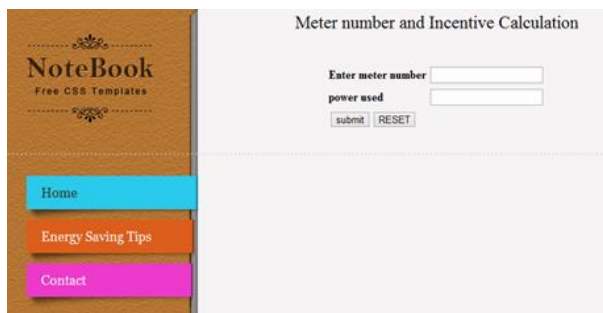 NoteBook
Free CSS Templates
Home
Energy Saving Tips
Contact
Meter number and Incentive Calculation
Enter meter number
power used
submit RESET